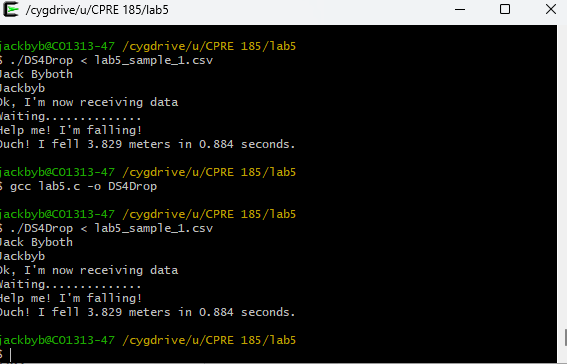 /cygdrive/u/CPRE 185/lab5
jackbyb@CO1313-47 /cygdrive/u/CPRE 185/lab5
$ ./DS4Drop < lab5_sample_1.csv
Jack Byboth
Jackbyb
Ok, I'm now receiving data
Waiting..............
Help me! I'm falling!
Ouch! I fell 3.829 meters in 0.884 seconds.
jackbyb@CO1313-47 /cygdrive/u/CPRE 185/lab5
$ gcc lab5.c -o DS4Drop
jackbyb@CO1313-47 /cygdrive/u/CPRE 185/lab5
$ ./DS4Drop < lab5_sample_1.csv
Jack Byboth
Jackbyb
Ok, I'm now receiving data
Waiting..............
Help me! I'm falling!
Ouch! I fell 3.829 meters in 0.884 seconds.
jackbyb@CO1313-47 /cygdrive/u/CPRE 185/lab5
$